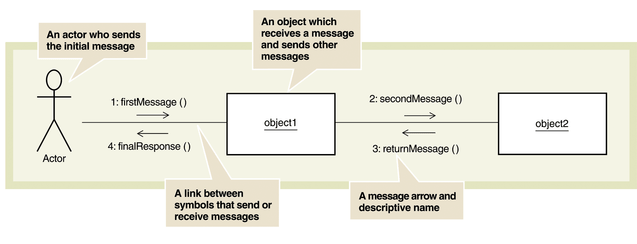 An actor who sends
the initial message
An object which
receives a message
and sends other
messages
1: firstMessage ( )
2: secondMessage ( )
object1
object2
4: finalResponse ( )
3: returnMessage ( )
Actor
A link between
symbols that send or
receive messages
A message arrow and
descriptive name